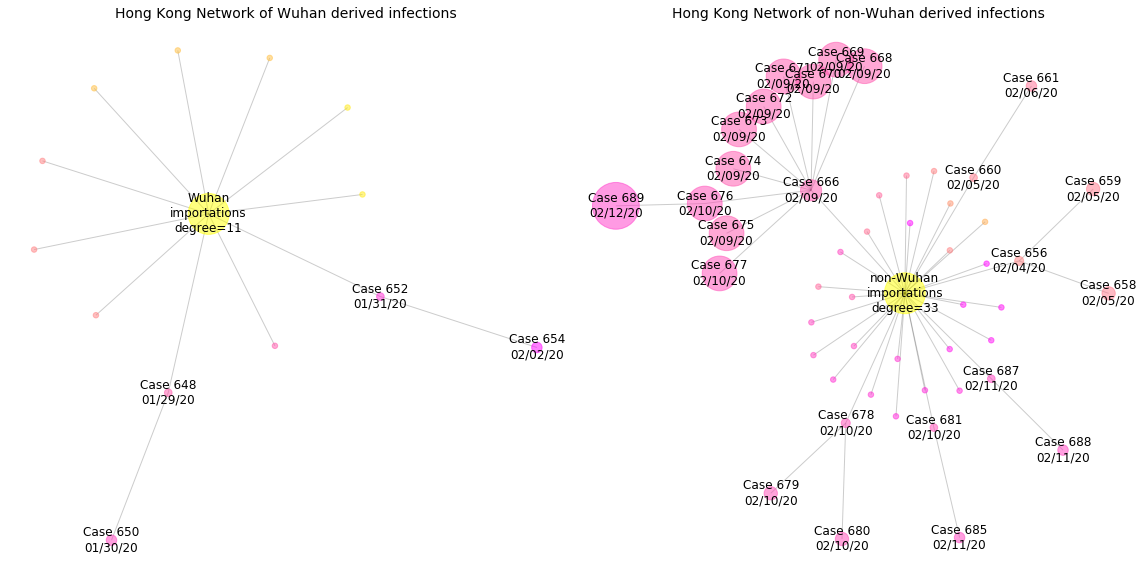 Hong Kong Network of Wuhan derived infections
Wuhan
importations
degree=11
Case 652
01/31/20
Case 654
02/02/20
Case 648
01/29/20
Case 650
01/30/20
Hong Kong Network of non-Wuhan derived infections
Case 669
02/09/20
Case 668
02/09/20
Case 671
02/09/20
Case 670
02/09/20
Case 672
02/09/20
Case 673
02/09/20
Case 674
02/09/20
Case 666
02/09/20
Case 676
02/10/20
Case 689
02/12/20
Case 675
02/09/20
Case 677
02/10/20
Case 661
02/06/20
Case 660
02/05/20
Case 659
02/05/20
Case 656
02/04/20
Case 658
02/05/20
non-Wuhan
importations
degree=33
Case 687
02/11/20
Case 678
02/10/20
Case 681
02/10/20
Case 688
02/11/20
Case 679
02/10/20
Case 680
02/10/20
Case 685
02/11/20